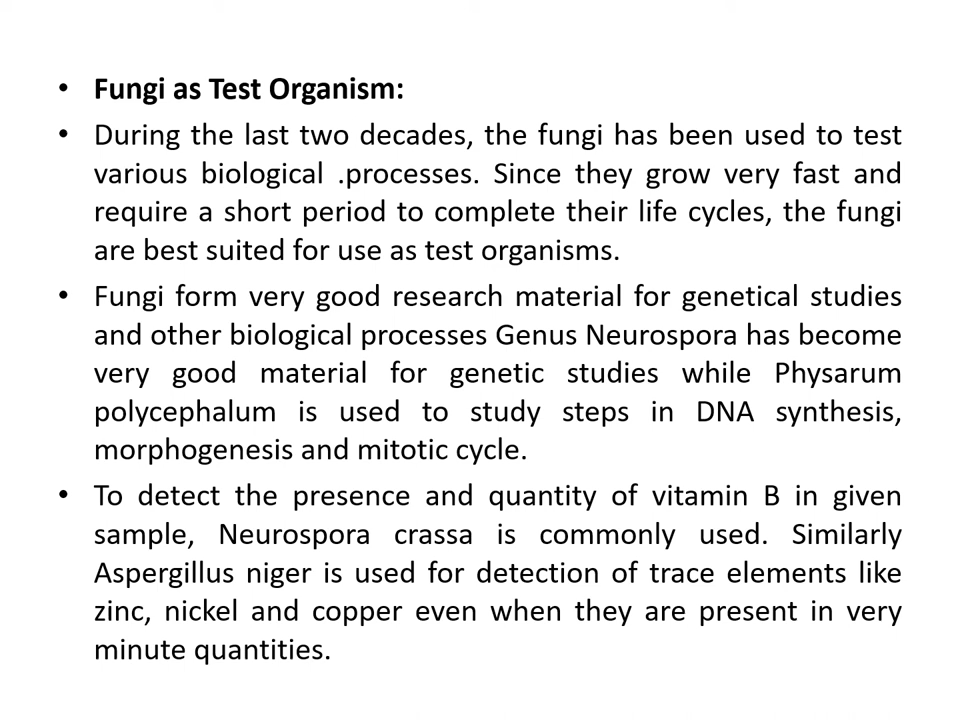 • Fungi as Test Organism:
• During the last two decades, the fungi has been used to test
various biological .processes. Since they grow very fast and
require a short period to complete their life cycles, the fungi
are best suited for use as test organisms.
• Fungi form very good research material for genetical studies
and other biological processes Genus Neurospora has become
very good material for genetic studies while Physarum
polycephalum is used to study steps in DNA synthesis,
morphogenesis and mitotic cycle.
• To detect the presence and quantity of vitamin B in given
sample, Neurospora crassa is commonly used. Similarly
Aspergillus niger is used for detection of trace elements like
zinc, nickel and copper even when they are present in very
minute quantities.